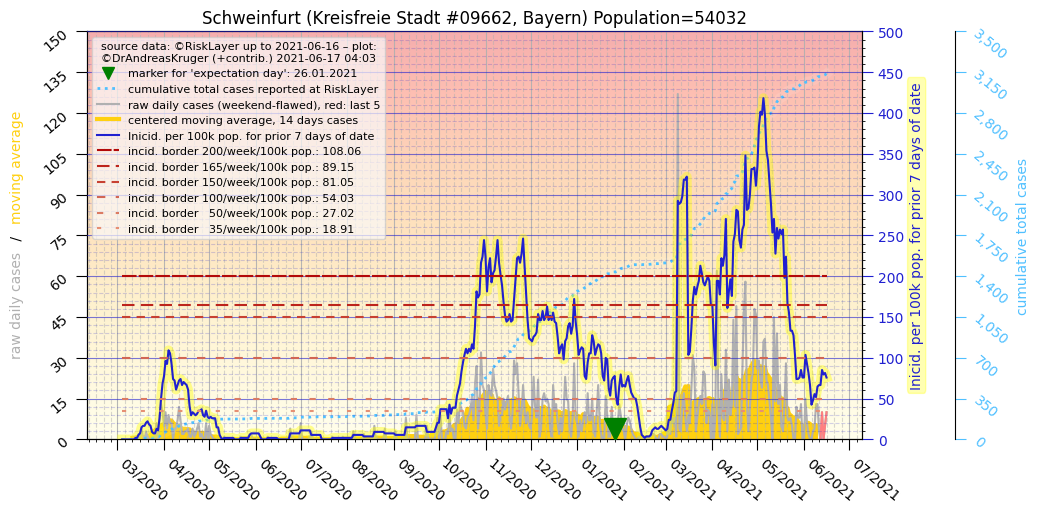 Schweinfurt (Kreisfreie Stadt #09662, Bayern) Population=54032
source data: ©RiskLayer up to 2021-06-16 – plot:
©DrAndreasKruger (+contrib.) 2021-06-17 04:03
marker for 'expectation day': 26.01.2021
cumulative total cases reported at RiskLayer
raw daily cases (weekend-flawed), red: last 5
centered moving average, 14 days cases
Inicid. per 100k pop. for prior 7 days of date
incid. border 200/week/100k pop.: 108.06
incid. border 165/week/100k pop.: 89.15
incid. border 150/week/100k pop.: 81.05
incid. border 100/week/100k pop.: 54.03
incid. border   50/week/100k pop.: 27.02
incid. border   35/week/100k pop.: 18.91
raw daily cases   /   moving average
150
135
120
105
90
75
60
45
30
15
0
03/2020
04/2020
05/2020
06/2020
07/2020
08/2020
09/2020
10/2020
11/2020
12/2020
01/2021
02/2021
03/2021
04/2021
05/2021
06/2021
07/2021
500
450
400
350
300
250
200
150
100
50
0
Inicid. per 100k pop. for prior 7 days of date
3,500
3,150
2,800
2,450
2,100
1,750
1,400
1,050
700
350
0
cumulative total cases